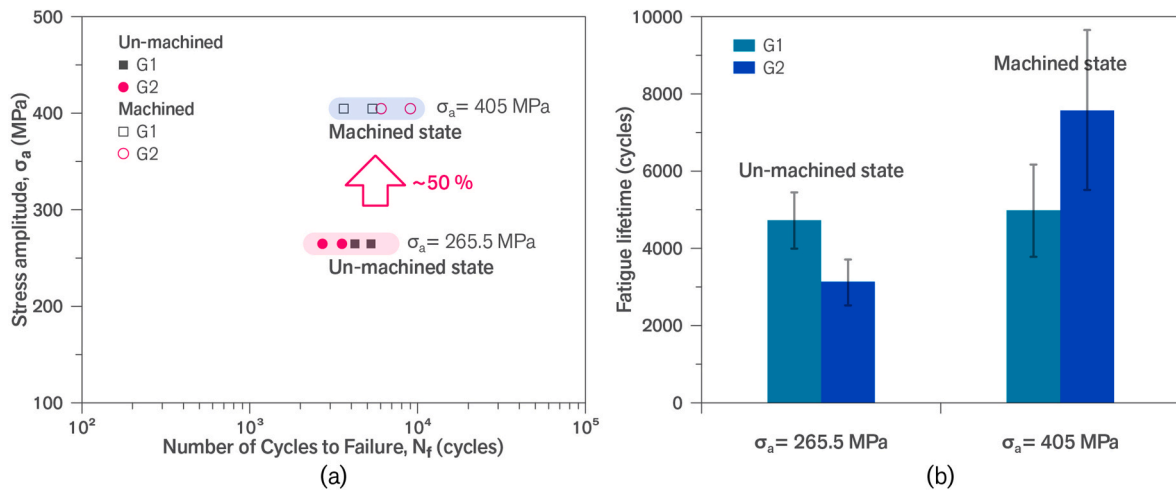 500
400
300
200
100
Stress amplitude, σa (MPa)
Un-machined
G1
G2
Machined
G1
G2
σa= 405 MPa
Machined state
~50 %
σa= 265.5 MPa
Un-machined state
10²
10³
10⁴
10⁵
Number of Cycles to Failure, Nf (cycles)
(a)
10000
8000
6000
4000
2000
0
Fatigue lifetime (cycles)
G1
G2
Machined state
Un-machined state
σa= 265.5 MPa
σa= 405 MPa
(b)